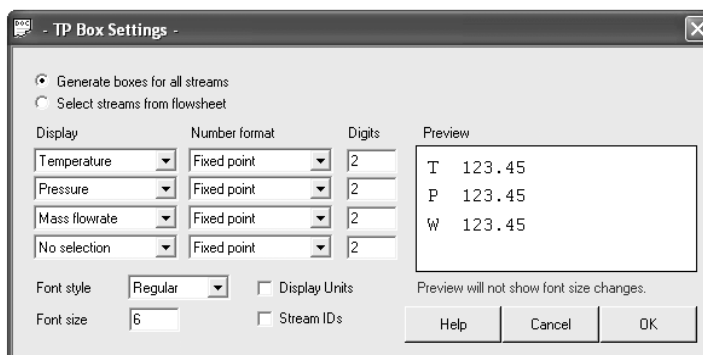 - TP Box Settings -
Generate boxes for all streams
Select streams from flowsheet
Display Number format Digits Preview
Temperature Fixed point 2
Pressure Fixed point 2
Mass flowrate Fixed point 2
No selection Fixed point 2
T 123.45
P 123.45
W 123.45
Font style Regular Display Units Preview will not show font size changes.
Font size 6 Stream IDs Help Cancel OK